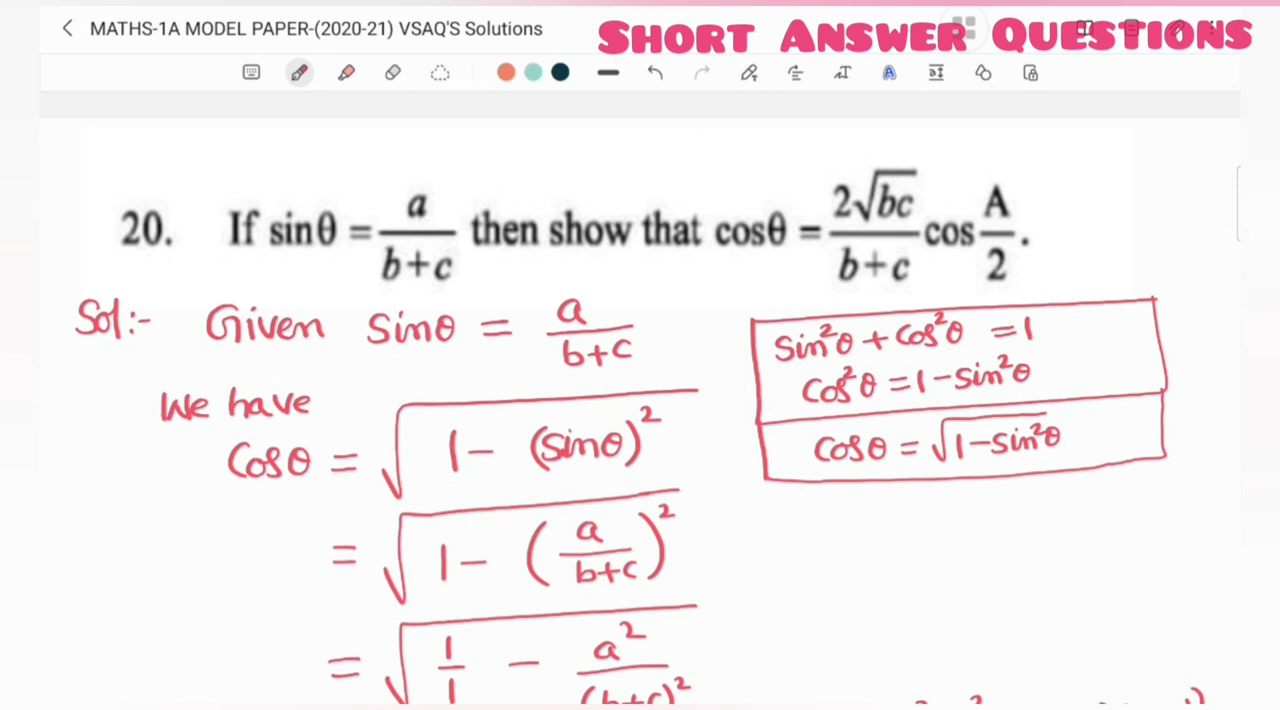 MATHS-1A MODEL PAPER-(2020-21) VSAQ'S Solutions
SHORT ANSWER QUESTIONS
20. If sinθ = a/(b+c) then show that cosθ = 2√bc/(b+c) cos A/2.
Sol:- Given sinθ = a/(b+c)
We have
Cosθ = √(1 - (sinθ)²)
= √(1 - (a/(b+c))²)
= √(1/1 - a²/(b+c)²)
Sin²θ + Cos²θ = 1
Cos²θ = 1 - sin²θ
Cosθ = √(1 - sin²θ)